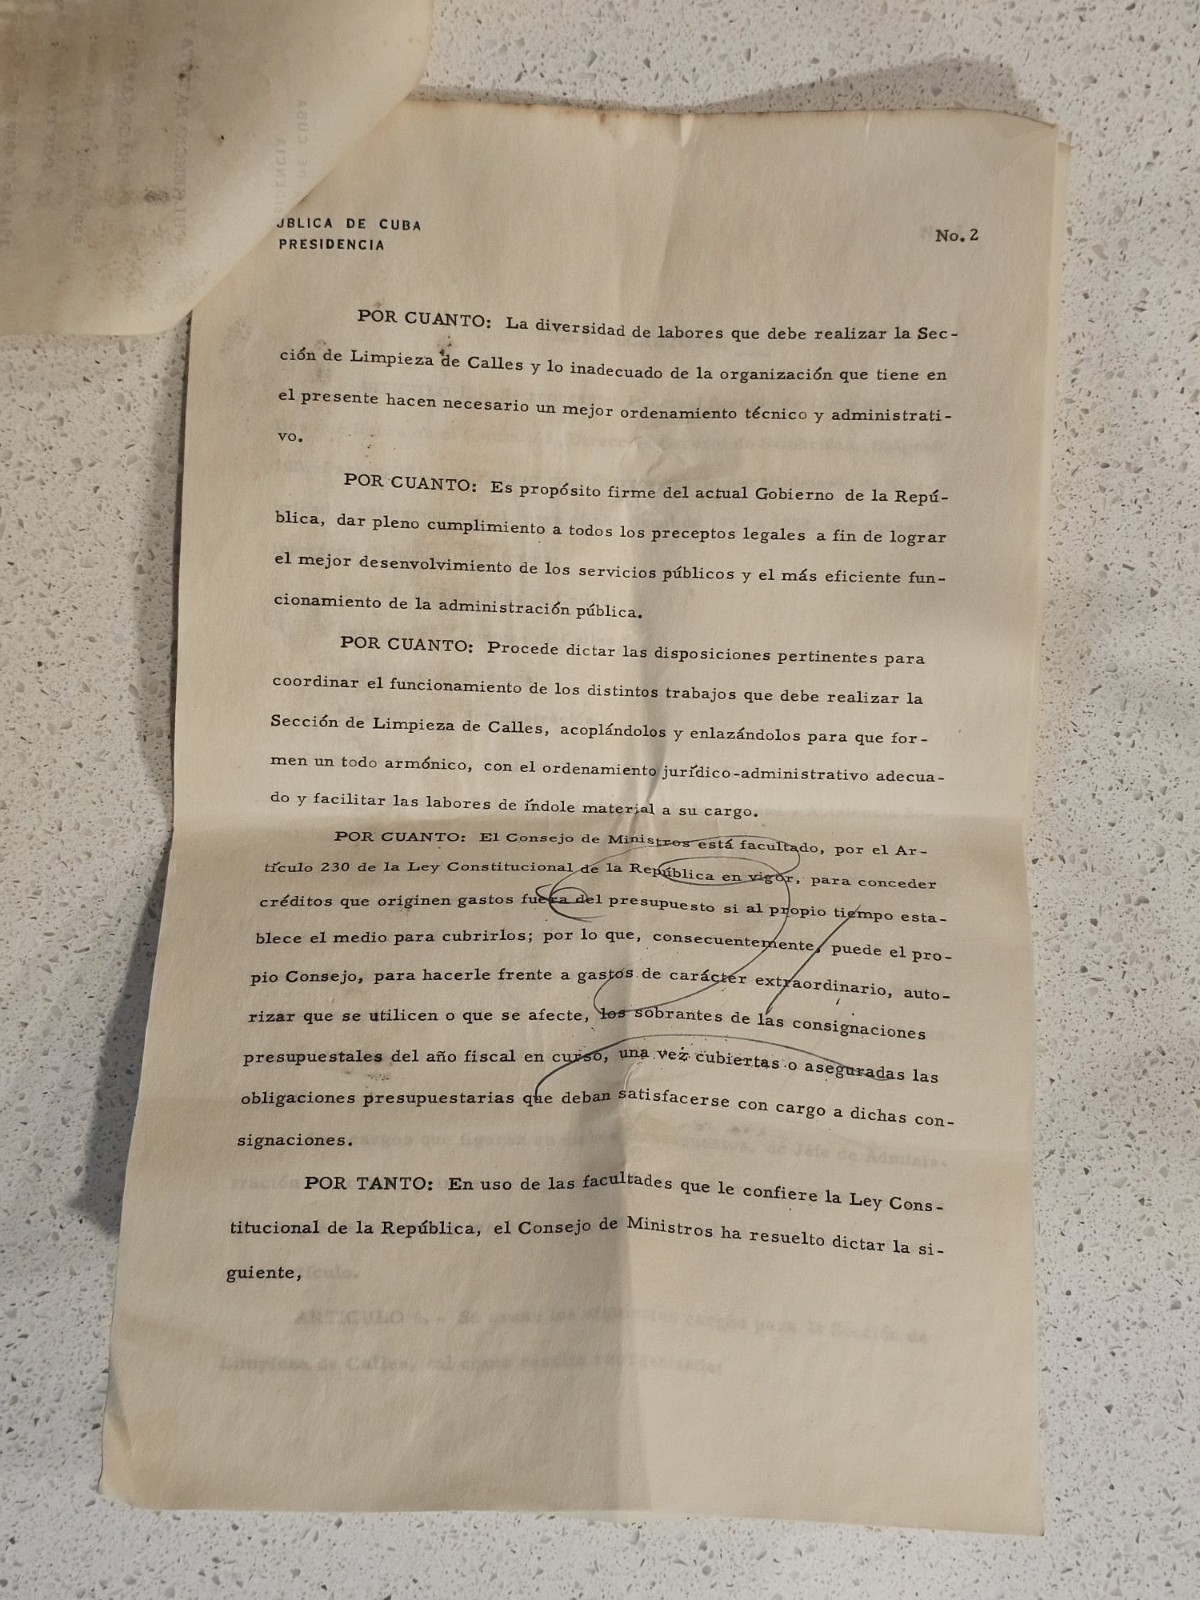 ÚBLICA DE CUBA
PRESIDENCIA
No. 2
POR CUANTO: La diversidad de labores que debe realizar la Sec-
ción de Limpieza de Calles y lo inadecuado de la organización que tiene en
el presente hacen necesario un mejor ordenamiento técnico y administrati-
vo.
POR CUANTO: Es propósito firme del actual Gobierno de la Repú-
blica, dar pleno cumplimiento a todos los preceptos legales a fin de lograr
el mejor desenvolvimiento de los servicios públicos y el más eficiente fun-
cionamiento de la administración pública.
POR CUANTO: Procede dictar las disposiciones pertinentes para
coordinar el funcionamiento de los distintos trabajos que debe realizar la
Sección de Limpieza de Calles, acoplándolos y enlazándolos para que for-
men un todo armónico, con el ordenamiento jurídico-administrativo adecua-
do y facilitar las labores de índole material a su cargo.
POR CUANTO: El Consejo de Ministros está facultado, por el Ar-
tículo 230 de la Ley Constitucional de la República en vigor, para conceder
créditos que originen gastos fuera del presupuesto si al propio tiempo esta-
blece el medio para cubrirlos; por lo que, consecuentemente, puede el pro-
pio Consejo, para hacerle frente a gastos de carácter extraordinario, auto-
rizar que se utilicen o que se afecte, los sobrantes de las consignaciones
presupuestales del año fiscal en curso, una vez cubiertas o aseguradas las
obligaciones presupuestarias que deban satisfacerse con cargo a dichas con-
signaciones.
POR TANTO: En uso de las facultades que le confiere la Ley Cons-
titucional de la República, el Consejo de Ministros ha resuelto dictar la si-
guiente,